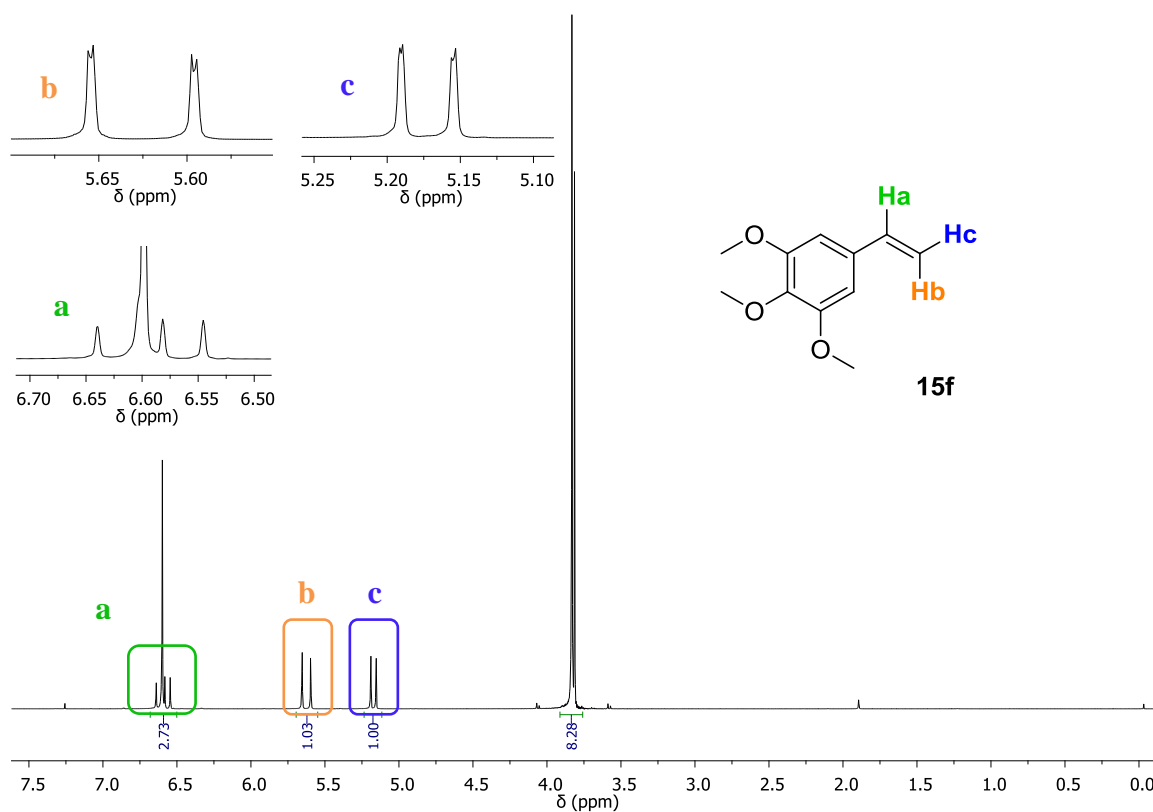 b
5.65 5.60
δ (ppm)
c
5.25 5.20 5.15 5.10
δ (ppm)
a
6.70 6.65 6.60 6.55 6.50
δ (ppm)
Ha
Hc
Hb
O
O
O
15f
a
b
c
2.73
1.03
1.00
8.28
7.5 7.0 6.5 6.0 5.5 5.0 4.5 4.0 3.5 3.0 2.5 2.0 1.5 1.0 0.5 0.0
δ (ppm)